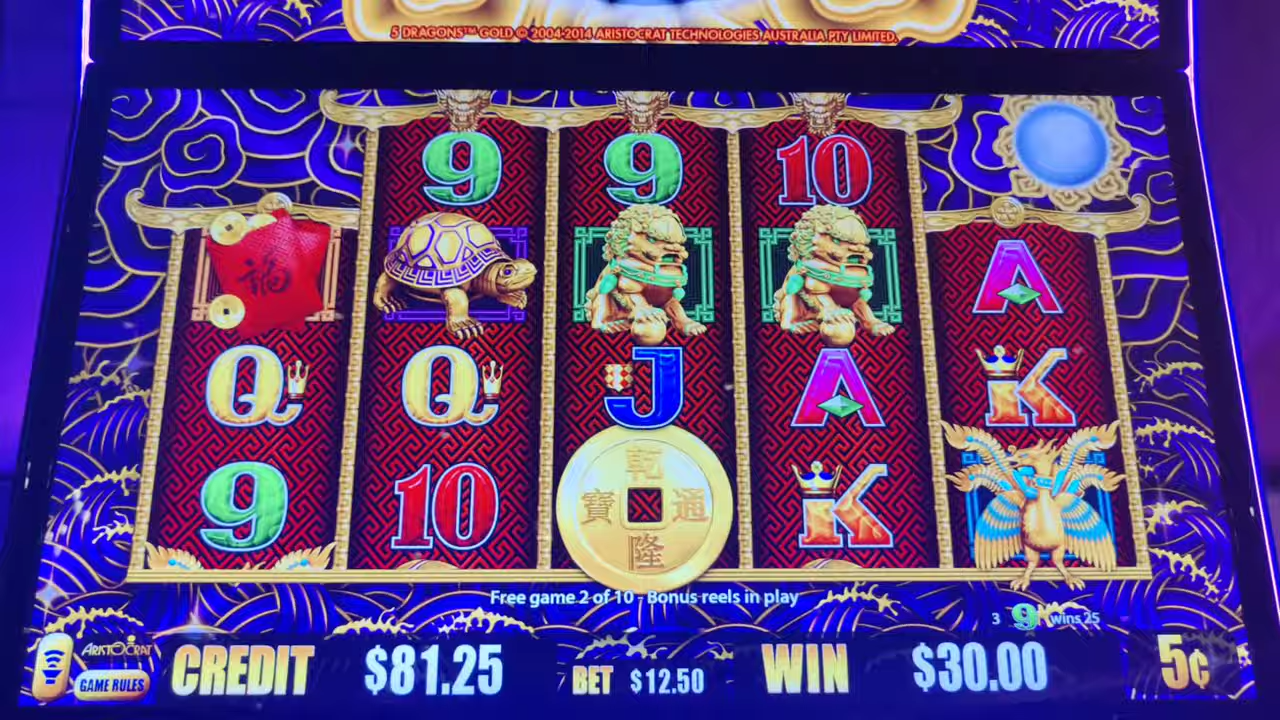 5 DRAGONS™ GOLD © 2004-2014 ARISTOCRAT TECHNOLOGIES AUSTRALIA PTY LIMITED.
9 9 10
福
A
Q Q J A K
9 10 K
乾
寶 通
隆
Free game 2 of 10 - Bonus reels in play
3 9 wins 25
ARISTOCRAT
GAME RULES
CREDIT $81.25 BET $12.50 WIN $30.00 5¢